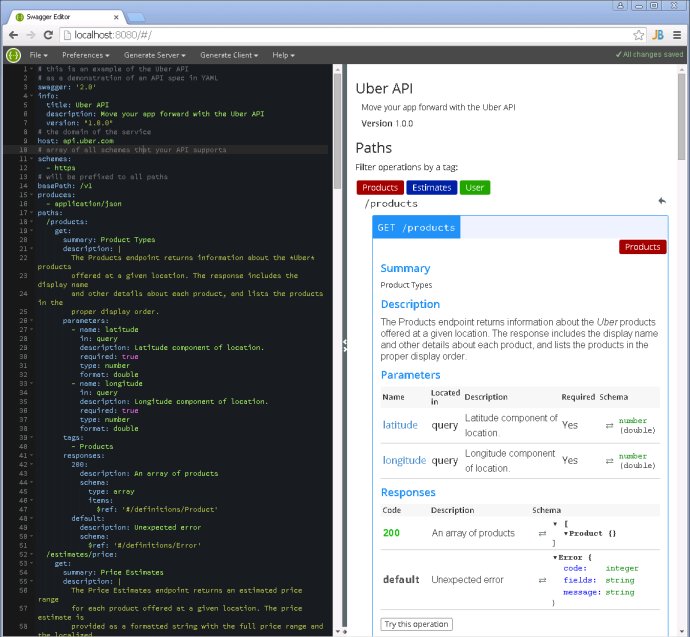 Swagger Editor
localhost:8080/#/
File Preferences Generate Server Generate Client Help
All changes saved
1 # this is an example of the Uber API
2 # as a demonstration of an API spec in YAML
3 swagger: '2.0'
4 info:
5 title: Uber API
6 description: Move your app forward with the Uber API
7 version: "1.0.0"
8 # the domain of the service
9 host: api.uber.com
10 # array of all schemes that your API supports
11 schemes:
12 - https
13 # will be prefixed to all paths
14 basePath: /v1
15 produces:
16 - application/json
17 paths:
18 /products:
19 get:
20 summary: Product Types
21 description: |
22 The Products endpoint returns information about the *Uber*
products
23 offered at a given location. The response includes the
display name
24 and other details about each product, and lists the products
in the
25 proper display order.
26 parameters:
27 - name: latitude
28 in: query
29 description: Latitude component of location.
30 required: true
31 type: number
32 format: double
33 - name: longitude
34 in: query
35 description: Longitude component of location.
36 required: true
37 type: number
38 format: double
39 tags:
40 - Products
41 responses:
42 200:
43 description: An array of products
44 schema:
45 type: array
46 items:
47 $ref: '#/definitions/Product'
48 default:
49 description: Unexpected error
50 schema:
51 $ref: '#/definitions/Error'
52 /estimates/price:
53 get:
54 summary: Price Estimates
55 description: |
56 The Price Estimates endpoint returns an estimated price
range
57 for each product offered at a given location. The price
estimate is
58 provided as a formatted string with the full price range and
the localized
Uber API
Move your app forward with the Uber API
Version 1.0.0
Paths
Filter operations by a tag:
Products Estimates User
/products
GET /products
Products
Summary
Product Types
Description
The Products endpoint returns information about the Uber products
offered at a given location. The response includes the display name
and other details about each product, and lists the products in the
proper display order.
Parameters
Name Located in Description Required Schema
latitude query Latitude component of location. Yes number (double)
longitude query Longitude component of location. Yes number (double)
Responses
Code Description Schema
200 An array of products [
Product {}
]
default Unexpected error Error {
code: integer
fields: string
message: string
}
Try this operation